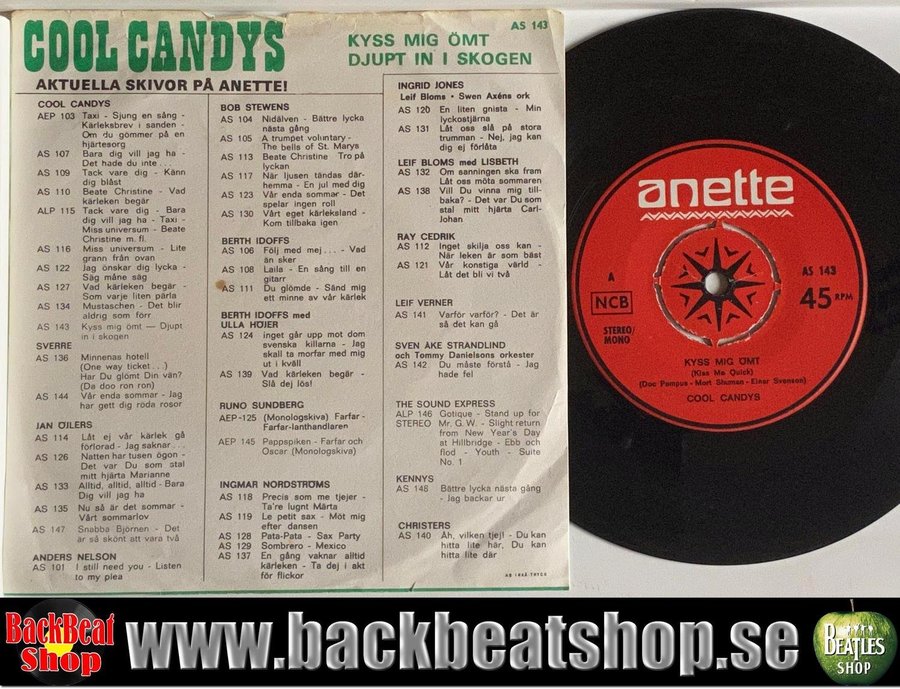 COOL CANDYS
AS 143
KYSS MIG ÖMT
DJUPT IN I SKOGEN
AKTUELLA SKIVOR PÅ ANETTE!
COOL CANDYS
AEP 103 Taxi - Sjung en sång -
Kärleksbrev i sanden -
Om du gömmer på en
hjärtesorg
AS 107 Bara dig vill jag ha -
Det hade du inte . . .
AS 109 Tack vare dig - Känn
dig blåst
AS 110 Beate Christine - Vad
kärleken begär
ALP 115 Tack vare dig - Bara
dig vill jag ha - Taxi -
Miss universum - Beate
Christine m. fl.
AS 116 Miss universum - Lite
grann från ovan
AS 122 Jag önskar dig lycka -
Säg måne säg
AS 127 Vad kärleken begär -
Som varje liten pärla
AS 134 Mustaschen - Det blir
aldrig som förr
AS 143 Kyss mig ömt — Djupt
in i skogen
SVERRE
AS 136 Minnenas hotell
(One way ticket . . .)
Har Du Glömt Din vän?
(Da doo ron ron)
AS 144 Vår enda sommar - Jag
har gett dig röda rosor
JAN ÖJLERS
AS 114 Låt ej vår kärlek gå
förlorad - Jag saknar . . .
AS 126 Natten har tusen ögon -
Det var Du som stal
mitt hjärta Marianne
AS 133 Alltid, alltid, alltid - Bara
Dig vill jag ha
AS 135 Nu så är det sommar -
Vårt sommarlov
AS 147 Snabba Björnen - Det
är så skönt att vara två
ANDERS NELSON
AS 101 I still need you - Listen
to my plea
BOB STEWENS
AS 104 Nidälven - Bättre lycka
nästa gång
AS 105 A trumpet voluntary -
The bells of St. Marys
AS 113 Beate Christine Tro på
lyckan
AS 117 När ljusen tändas där-
hemma - En jul med dig
AS 123 Vår enda sommar - Det
spelar ingen roll
AS 130 Vårt eget kärleksland -
Kom tillbaka igen
BERTH IDOFFS
AS 106 Följ med mej . . . - Vad
än sker
AS 108 Laila - En sång till en
gitarr
AS 111 Du glömde - Sänd mig
ett minne av vår kärlek
BERTH IDOFFS med
ULLA HÖIJER
AS 124 inget går upp mot dom
svenska killarna - Jag
skall ta morfar med mig
ut i kväll
AS 139 Vad kärleken begär -
Slå dej lös!
RUNO SUNDBERG
AEP-125 (Monologskiva) Farfar -
Farfar-lanthandlaren
AEP 145 Pappspiken - Farfar och
Oscar (Monologskiva)
INGMAR NORDSTRÖMS
AS 118 Precis som me tjejer -
Ta're lugnt Märta
AS 119 Le petit sax - Möt mig
efter dansen
AS 128 Pata-Pata - Sax Party
AS 129 Sombrero - Mexico
AS 137 En gång vaknar alltid
kärleken - Ta dej i akt
för flickor
INGRID JONES
Leif Bloms - Swen Axéns ork
AS 120 En liten gnista - Min
lyckostjärna
AS 131 Låt oss slå på stora
trumman - Nej, jag kan
dig ej förlåta
LEIF BLOMS med LISBETH
AS 132 Om sanningen ska fram
Låt oss möta sommaren
AS 138 Vill Du vinna mig till-
baka? - Det var Du som
stal mitt hjärta Carl-
Johan
RAY CEDRIK
AS 112 Inget skilja oss kan -
När leken är som bäst
AS 121 Vår konstiga värld -
Låt det bli vi två
LEIF VERNER
AS 141 Varför varför? - Det är
så det kan gå
SVEN ÅKE STRANDLIND
och Tommy Danielsons orkester
AS 142 Du måste förstå - Jag
hade fel
THE SOUND EXPRESS
ALP 146 Gotique - Stand up for
STEREO Mr. G. W. - Slight return
from New Year's Day
at Hillbridge - Ebb och
flod - Youth - Suite
No. 1
KENNYS
AS 148 Bättre lycka nästa gång
- Jag backar ur
CHRISTERS
AS 140 Åh, vilken tjej! - Du kan
hitta lite här, Du kan
hitta lite där
anette
A
AS 143
NCB
45 RPM
STEREO/
MONO
KYSS MIG ÖMT
(Kiss Me Quick)
(Doc Pompus - Mort Shuman - Einar Svenson)
COOL CANDYS
BackBeat
Shop
www.backbeatshop.se
BEATLES
SHOP